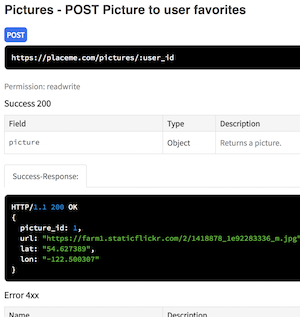 Pictures - POST Picture to user favorites
POST
https://placeme.com/pictures/:user_id
Permission: readwrite
Success 200
Field Type Description
picture Object Returns a picture.
Success-Response:
HTTP/1.1 200 OK
{
picture_id: 1,
url: "https://farm1.staticflickr.com/2/1418878_1e92283336_m.jpg"
lat: "54.627389",
lon: "-122.500307"
}
Error 4xx
Name Description